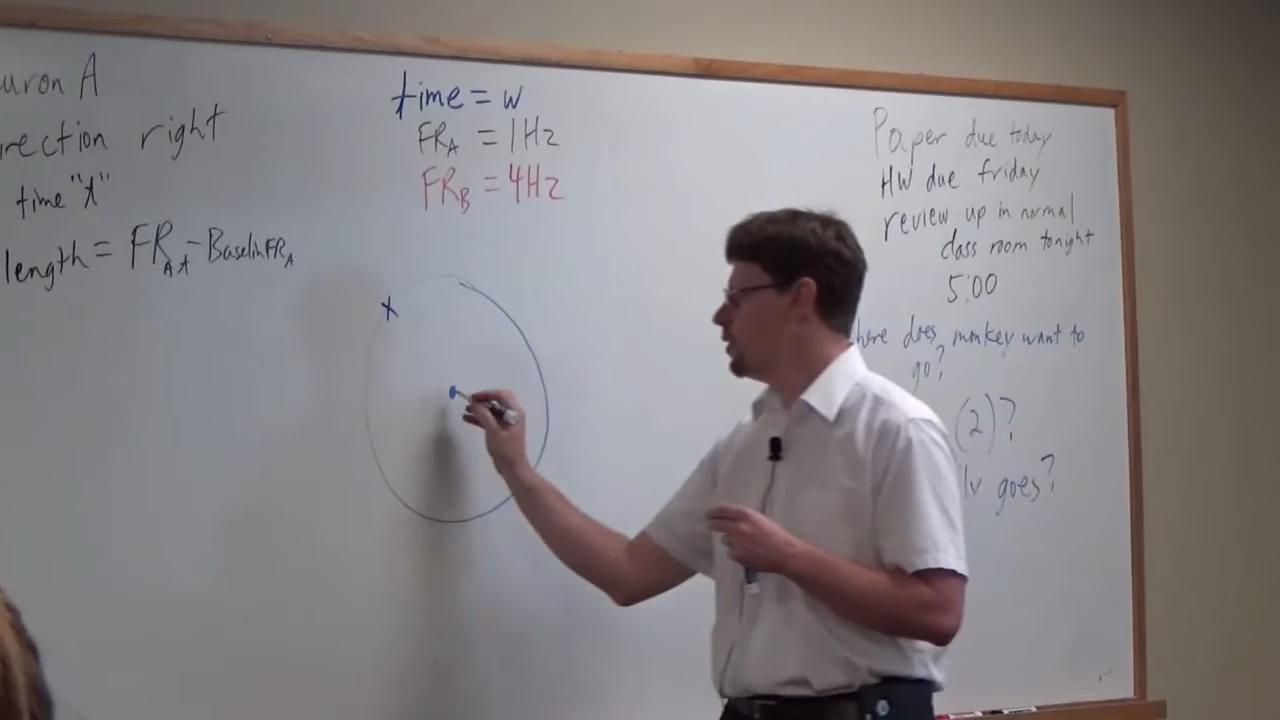 uron A
rection right
time "t"
length = FR_At - BaselinFR_A
time = w
FR_A = 1Hz
FR_B = 4Hz
x
Paper due today
HW due friday
review up in normal
class room tonight
5:00
here does monkey want to
go?
(2)?
goes?